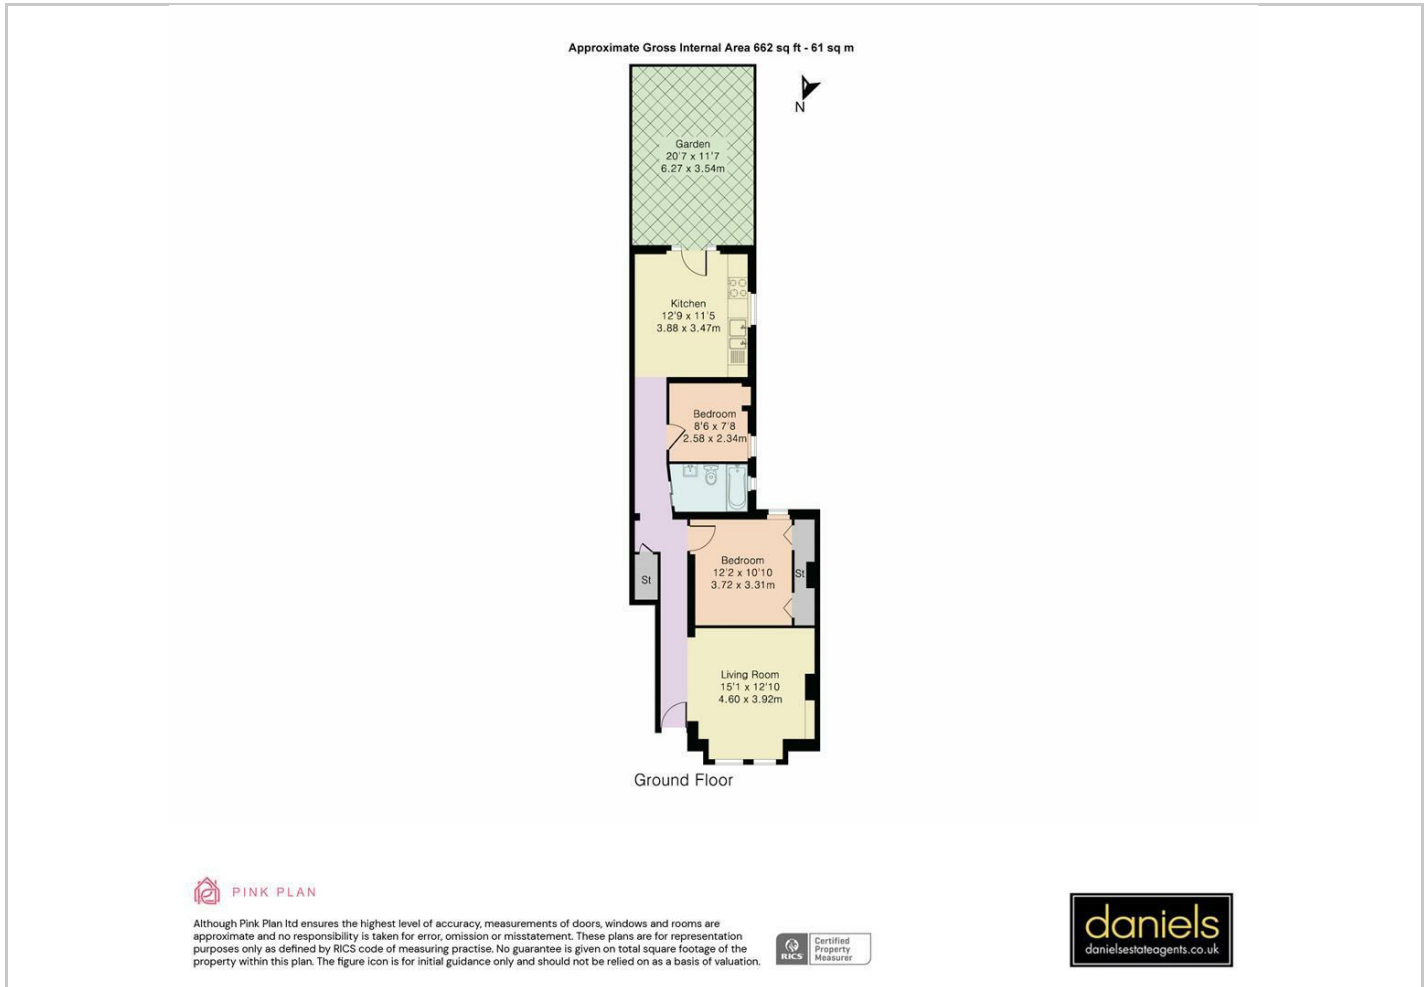 Approximate Gross Internal Area 662 sq ft - 61 sq m
N
Garden
20'7 x 11'7
6.27 x 3.54m
Kitchen
12'9 x 11'5
3.88 x 3.47m
Bedroom
8'6 x 7'8
2.58 x 2.34m
Bedroom
12'2 x 10'10
3.72 x 3.31m
St
St
Living Room
15'1 x 12'10
4.60 x 3.92m
Ground Floor
PINK PLAN
Although Pink Plan ltd ensures the highest level of accuracy, measurements of doors, windows and rooms are
approximate and no responsibility is taken for error, omission or misstatement. These plans are for representation
purposes only as defined by RICS code of measuring practise. No guarantee is given on total square footage of the
property within this plan. The figure icon is for initial guidance only and should not be relied on as a basis of valuation.
RICS
Certified
Property
Measurer
daniels
danielsestateagents.co.uk